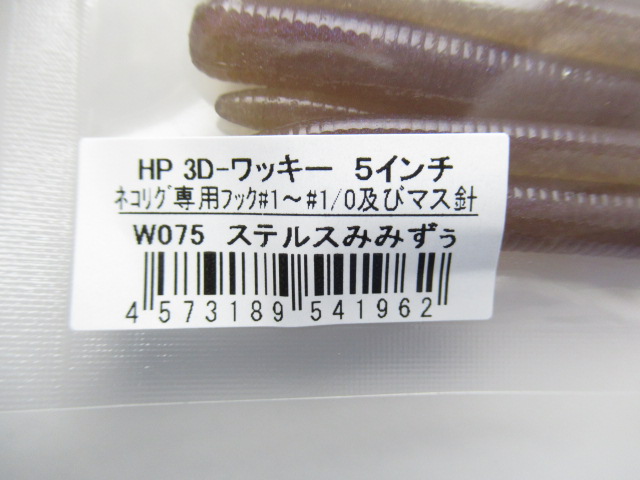 HP 3D-ワッキー 5インチ
ﾈｺﾘｸﾞ専用ﾌｯｸ#1～#1/0及びマス針
W075 ステルスみみずぅ
4 573189 541962